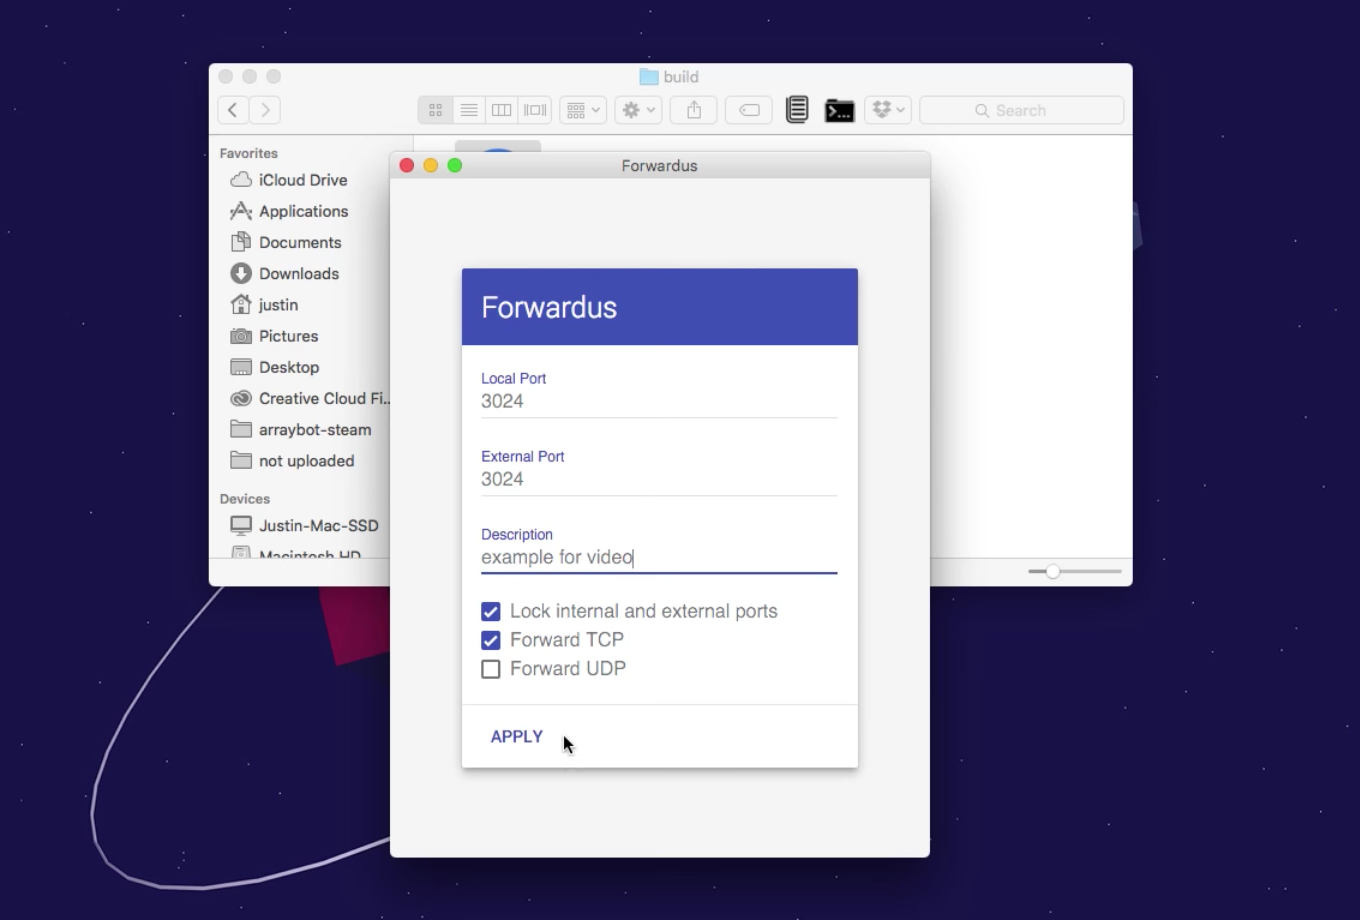 build
Search
Favorites
iCloud Drive
Applications
Documents
Downloads
justin
Pictures
Desktop
Creative Cloud Fi...
arraybot-steam
not uploaded
Devices
Justin-Mac-SSD
Macintosh HD
Forwardus
Forwardus
Local Port
3024
External Port
3024
Description
example for video
Lock internal and external ports
Forward TCP
Forward UDP
APPLY